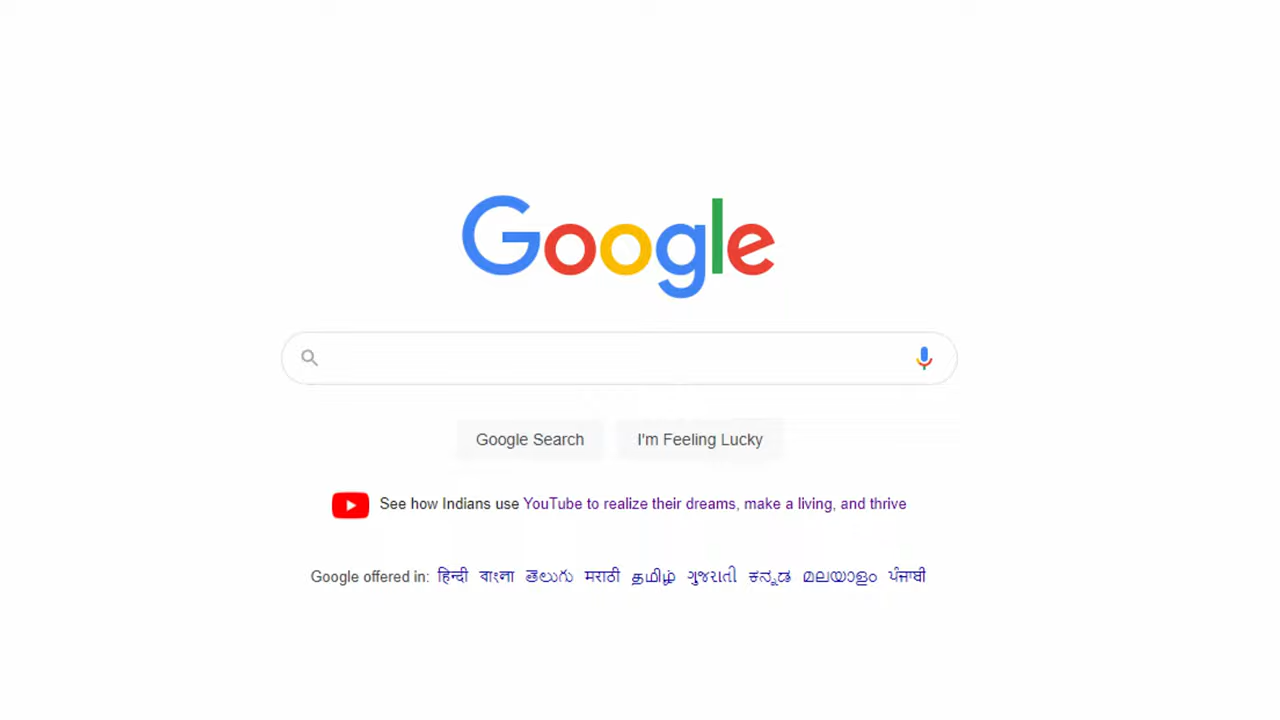 Google
Google Search I'm Feeling Lucky
See how Indians use YouTube to realize their dreams, make a living, and thrive
Google offered in: हिन्दी বাংলা తెలుగు मराठी தமிழ் ગુજરાતી ಕನ್ನಡ മലയാളം ਪੰਜਾਬੀ